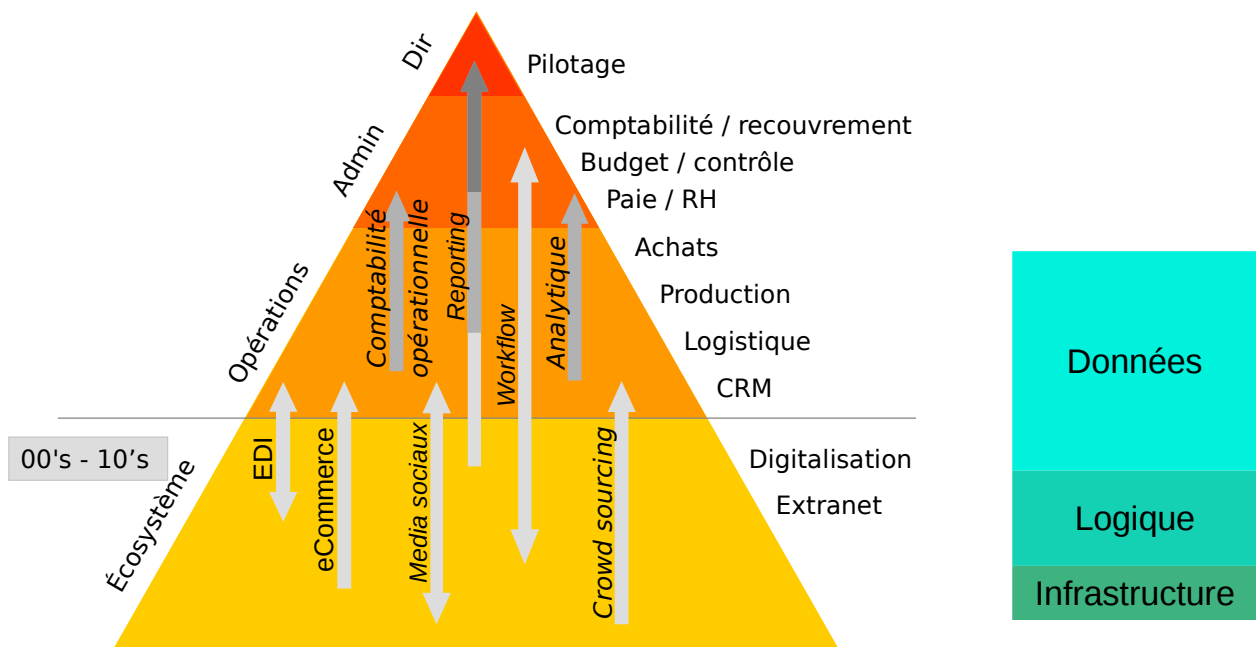 Dir
Pilotage
Admin
Comptabilité / recouvrement
Budget / contrôle
Paie / RH
Opérations
Achats
Production
Logistique
CRM
Comptabilité
opérationnelle
Reporting
Workflow
Analytique
00's - 10’s
Écosystème
EDI
eCommerce
Media sociaux
Crowd sourcing
Digitalisation
Extranet
Données
Logique
Infrastructure